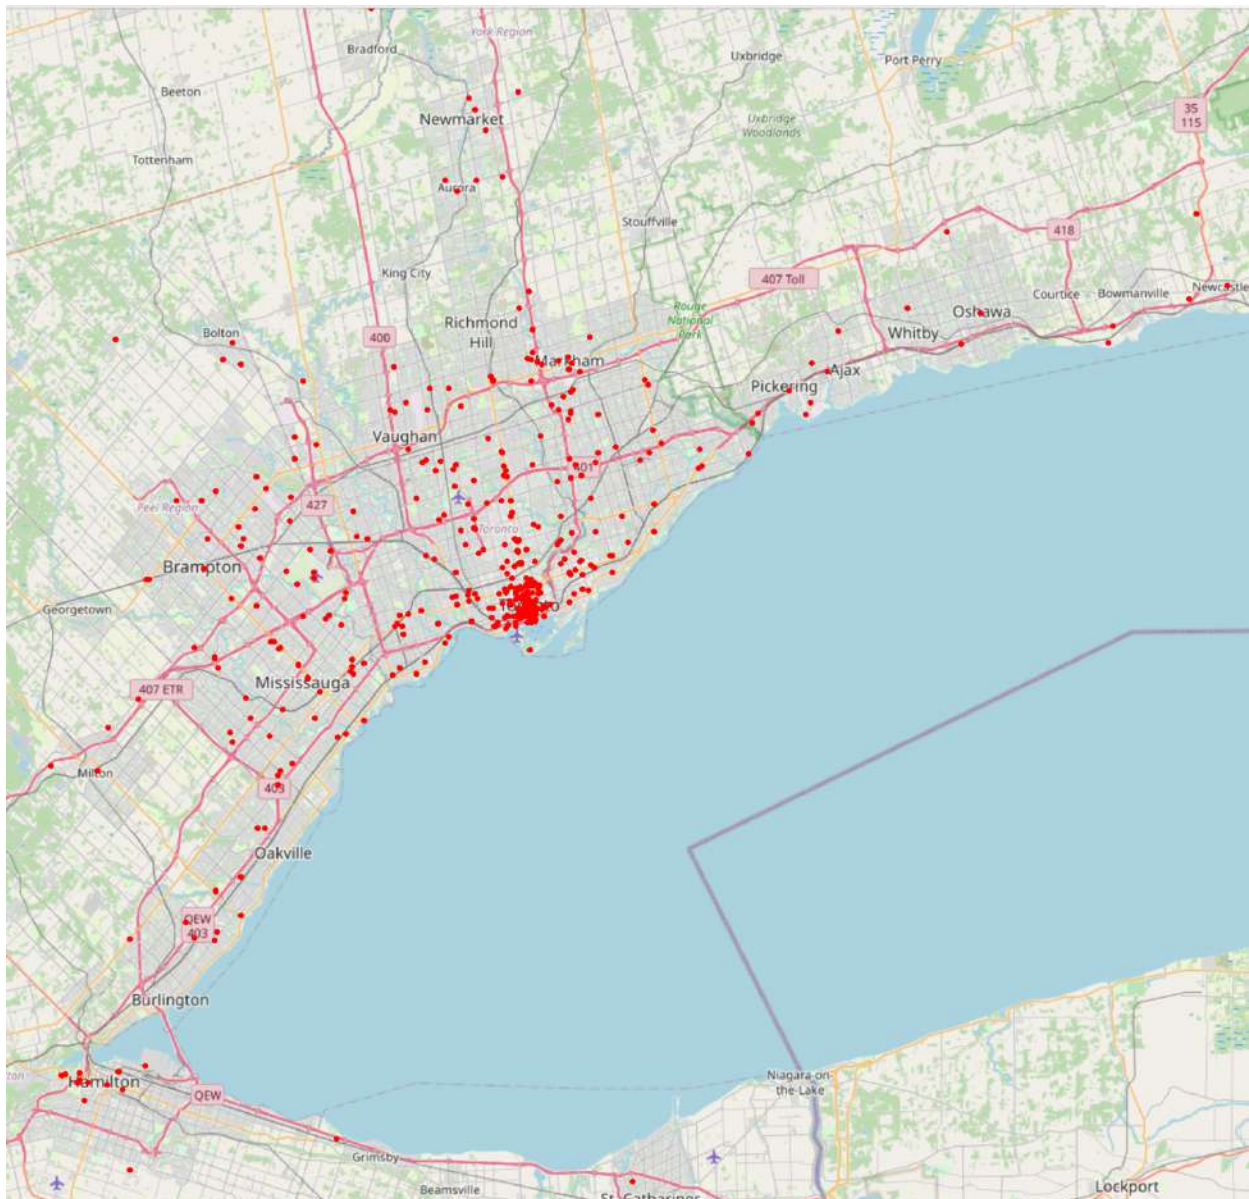 York Region
Bradford
Uxbridge
Port Perry
Beeton
35
115
Newmarket
Uxbridge
Woodlands
Tottenham
Aurora
Stouffville
418
King City
407 Toll
Courtice
Bowmanville
Newcastle
Rouge
National
Park
Oshawa
Richmond
Hill
Bolton
400
Whitby
Markham
Ajax
Pickering
Vaughan
401
427
Peel Region
Toronto
Brampton
Georgetown
Toronto
Mississauga
407 ETR
Milton
403
Oakville
QEW
403
Burlington
Niagara-on-
the-Lake
Hamilton
QEW
Grimsby
Beamsville
St. Catharines
Lockport